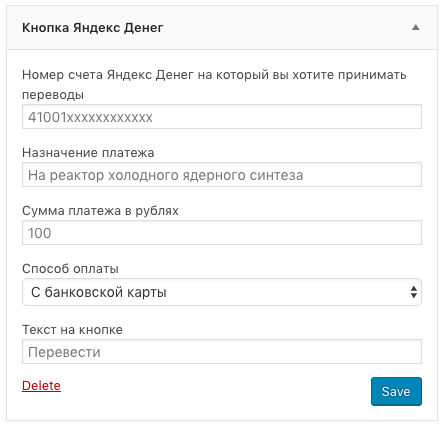 Кнопка Яндекс Денег
Номер счета Яндекс Денег на который вы хотите принимать
переводы
41001xxxxxxxxxxxx
Назначение платежа
На реактор холодного ядерного синтеза
Сумма платежа в рублях
100
Способ оплаты
С банковской карты
Текст на кнопке
Перевести
Delete
Save